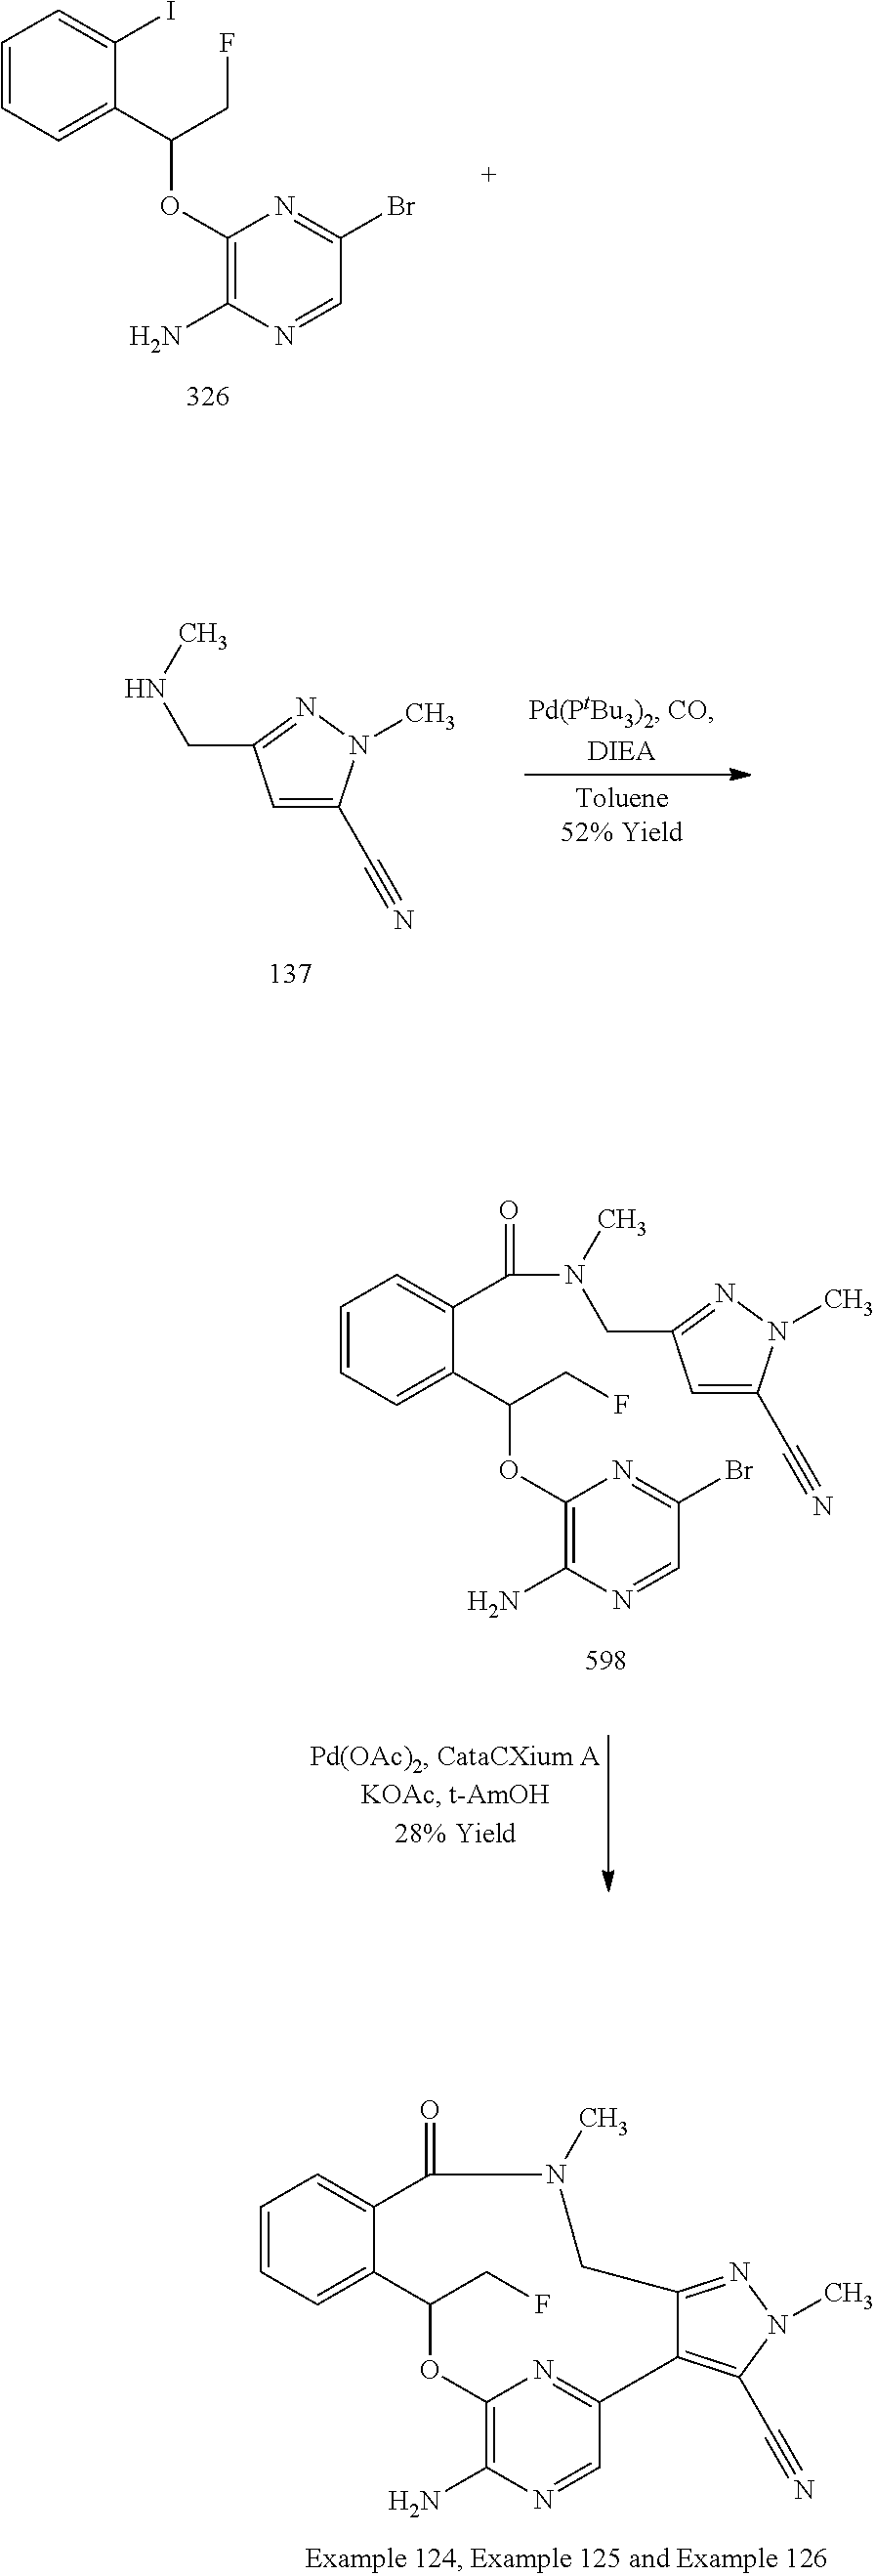 I
F
O
N
Br
H2N
N
326
+
CH3
HN
N
N
CH3
N
137
Pd(PtBu3)2, CO,
DIEA
Toluene
52% Yield
O
CH3
N
N
N
CH3
F
N
O
N
Br
H2N
N
598
Pd(OAc)2, CataCXium A
KOAc, t-AmOH
28% Yield
O
CH3
N
N
CH3
N
F
O
N
N
H2N
N
Example 124, Example 125 and Example 126